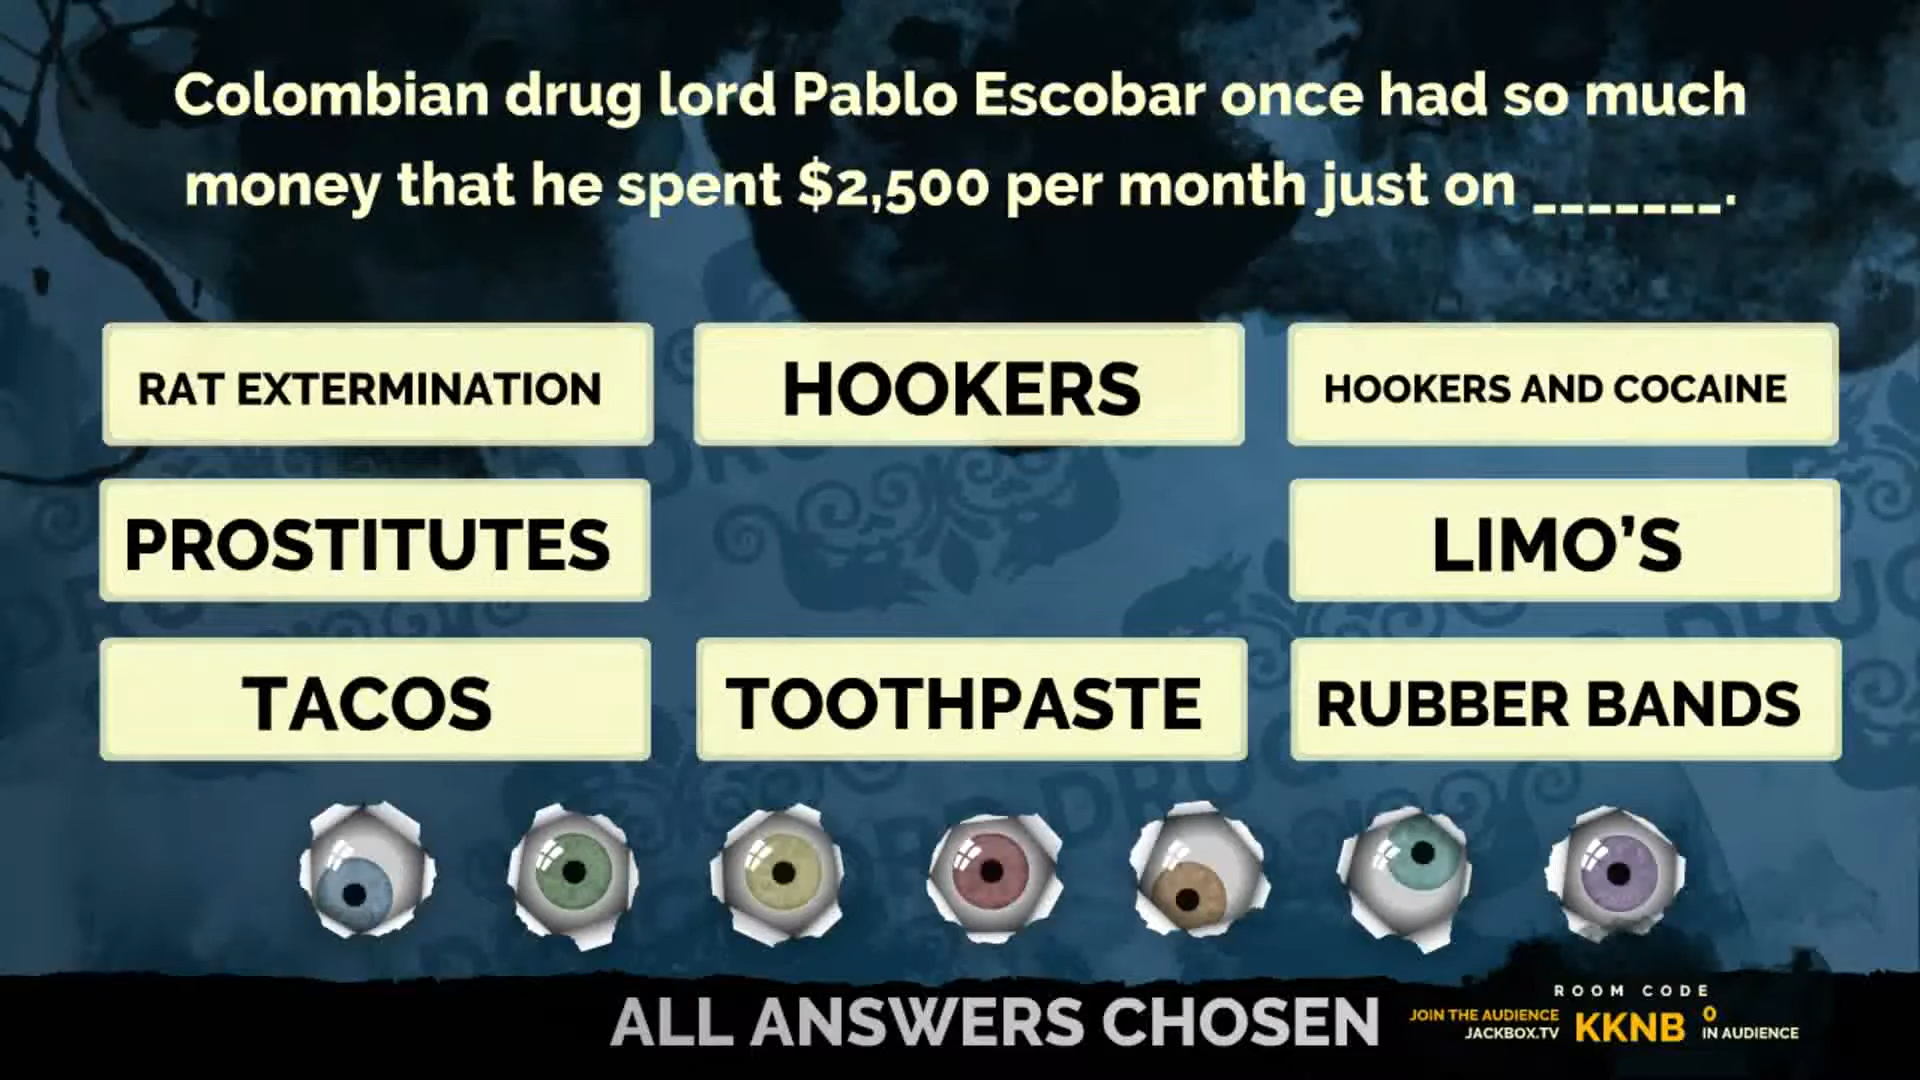 Colombian drug lord Pablo Escobar once had so much
money that he spent $2,500 per month just on _______.
RAT EXTERMINATION
HOOKERS
HOOKERS AND COCAINE
PROSTITUTES
LIMO'S
TACOS
TOOTHPASTE
RUBBER BANDS
ALL ANSWERS CHOSEN
JOIN THE AUDIENCE
JACKBOX.TV
ROOM CODE
KKNB
0
IN AUDIENCE